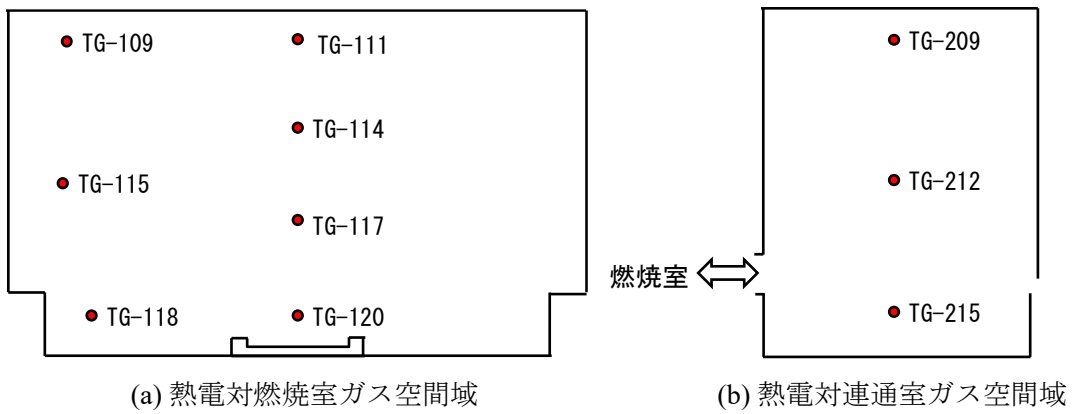 TG-109
TG-111
TG-209
TG-114
TG-115
TG-212
TG-117
燃焼室
TG-118
TG-120
TG-215
(a) 熱電対燃焼室ガス空間域
(b) 熱電対連通室ガス空間域